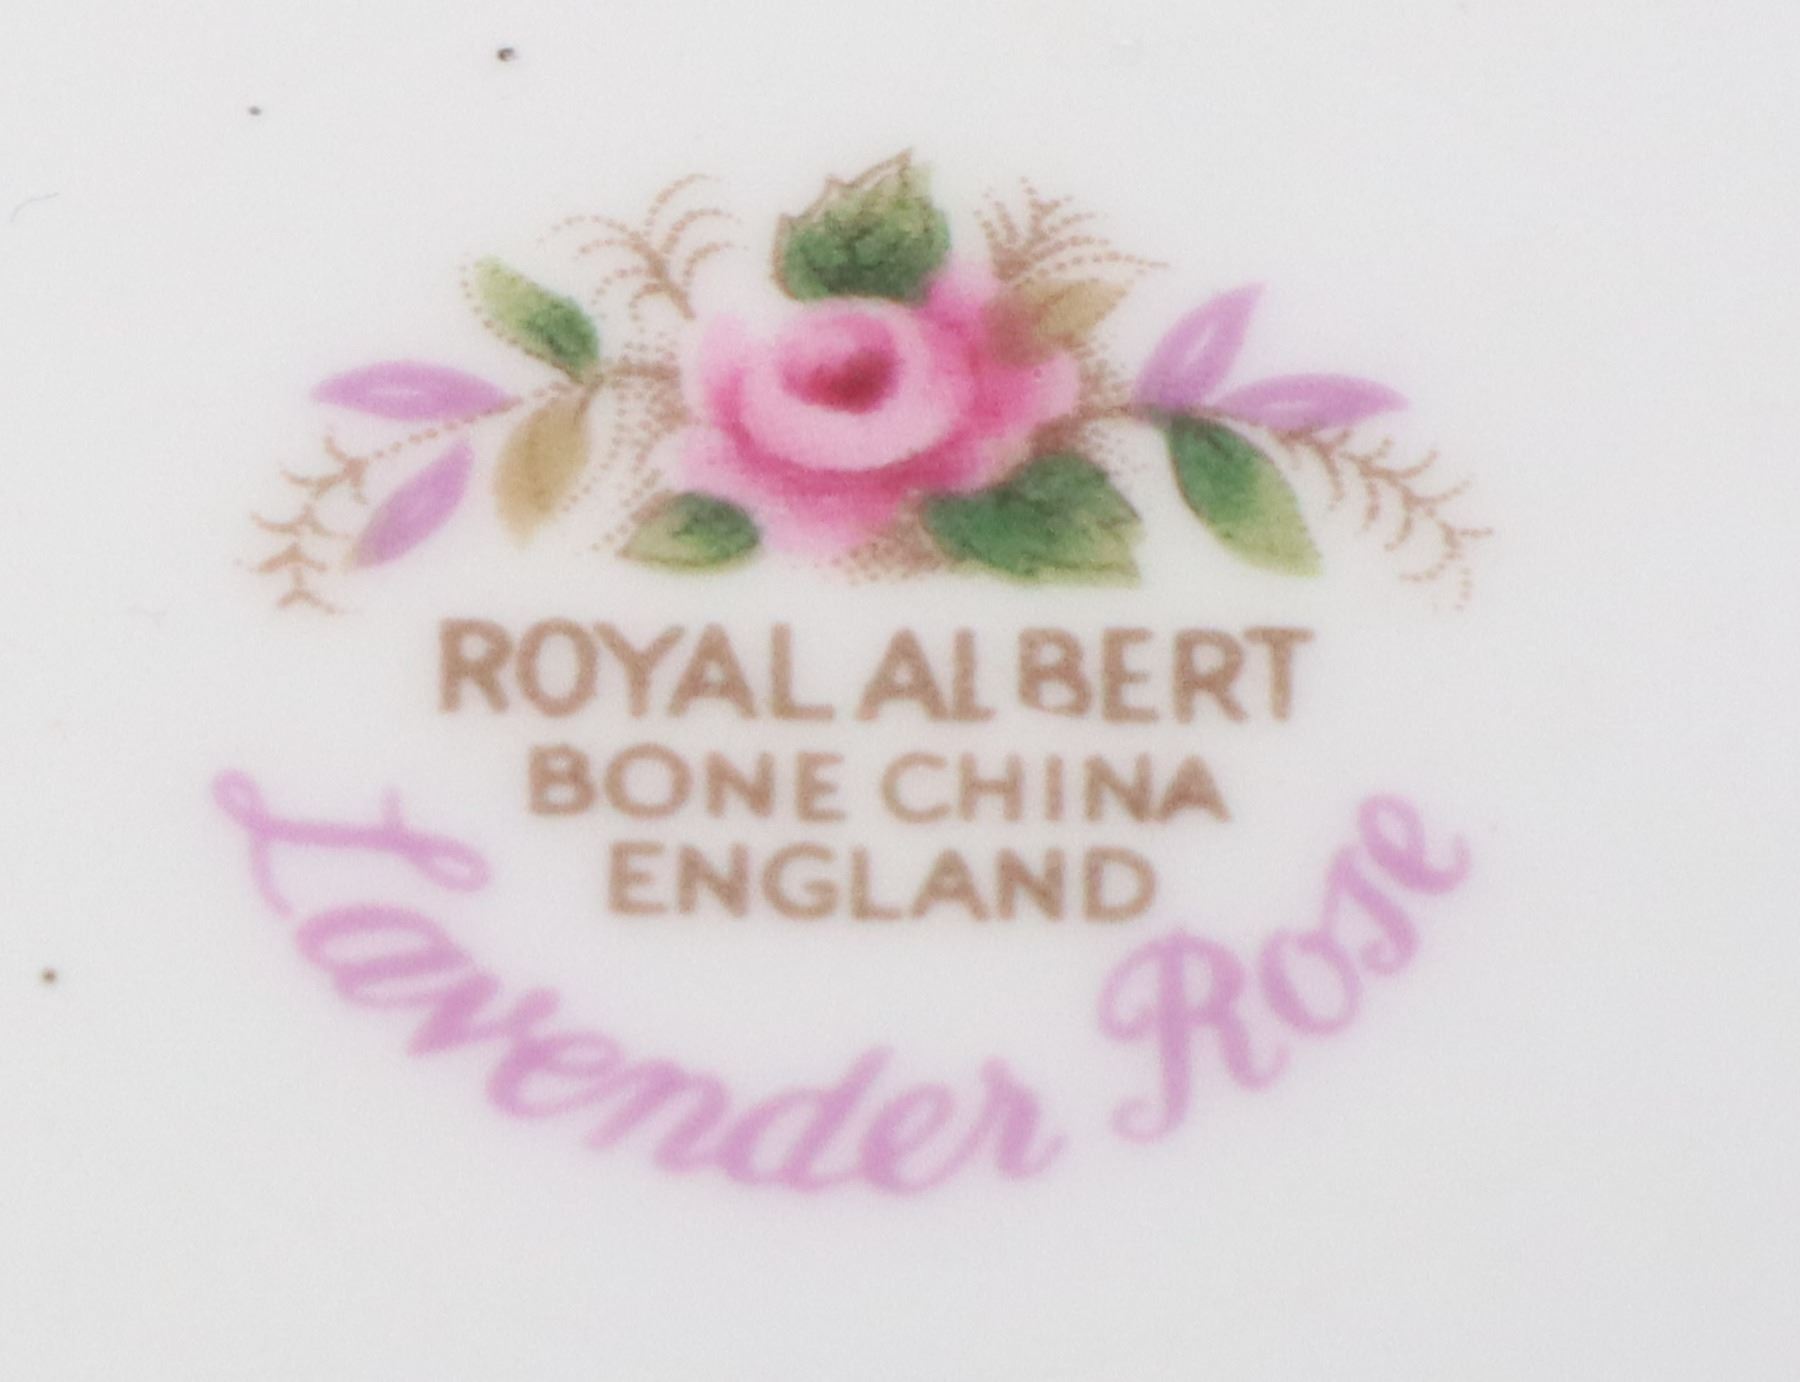 ROYAL ALBERT
BONE CHINA
ENGLAND
Lavender Rose